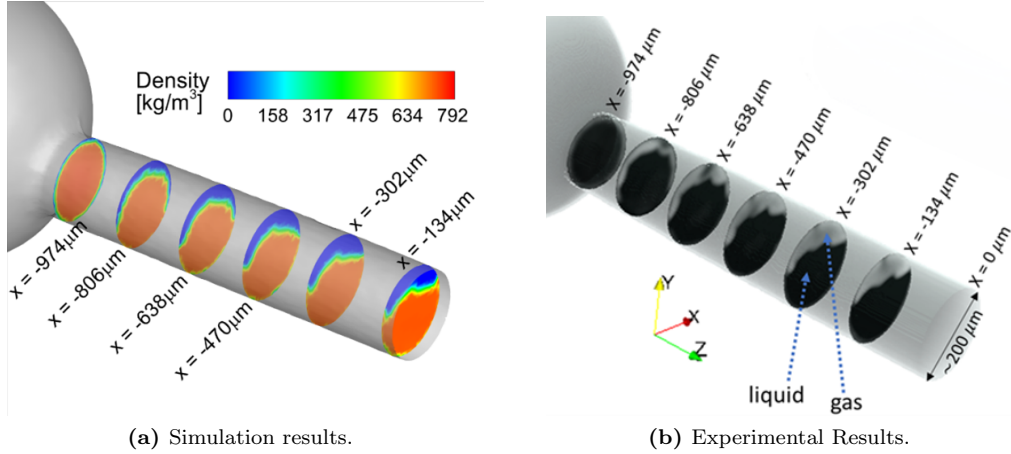 Density
[kg/m³]
0 158 317 475 634 792
x = -974µm
x = -806µm
x = -638µm
x = -470µm
x = -302µm
x = -134µm
(a) Simulation results.
X = -974 µm
X = -806 µm
X = -638 µm
X = -470 µm
X = -302 µm
X = -134 µm
X = 0 µm
~200 µm
Y
X
Z
liquid
gas
(b) Experimental Results.